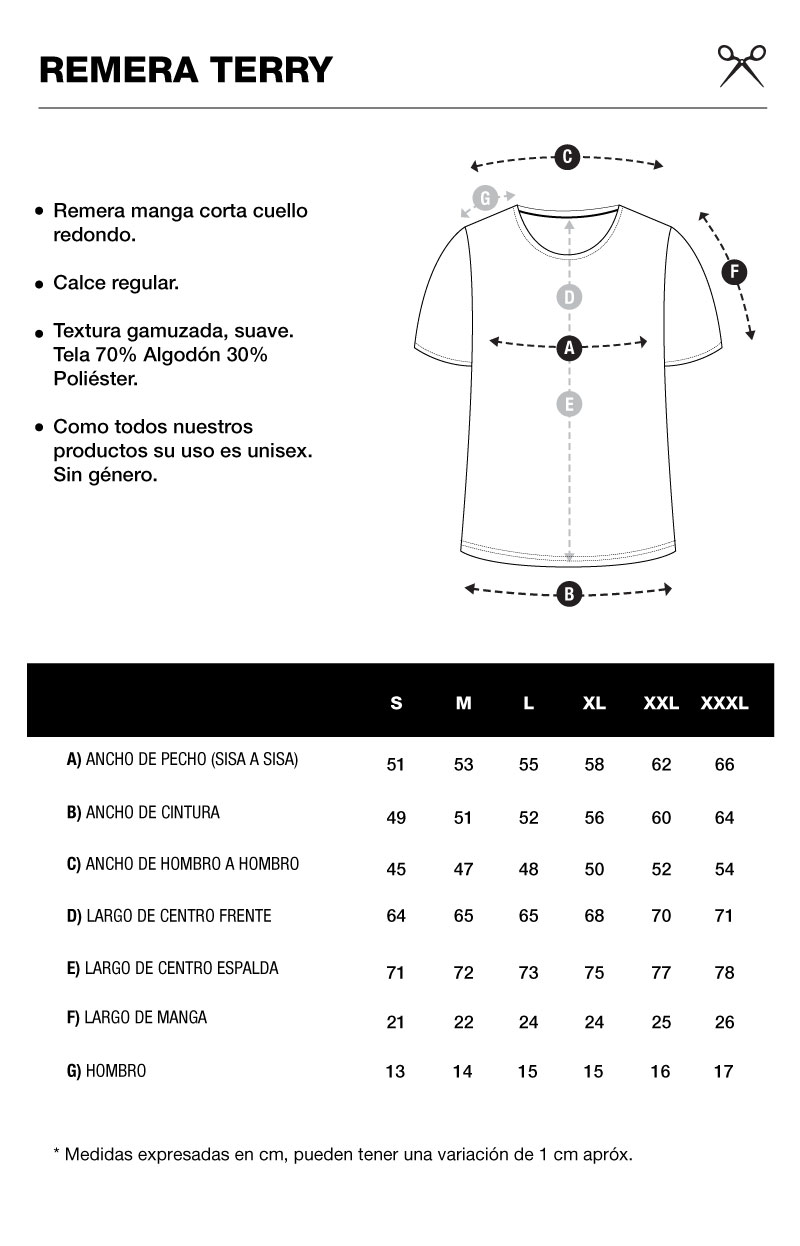 REMERA TERRY
• Remera manga corta cuello
redondo.
• Calce regular.
• Textura gamuzada, suave.
Tela 70% Algodón 30%
Poliéster.
• Como todos nuestros
productos su uso es unisex.
Sin género.
C
G
F
D
A
E
B
S M L XL XXL XXXL
A) ANCHO DE PECHO (SISA A SISA) 51 53 55 58 62 66
B) ANCHO DE CINTURA 49 51 52 56 60 64
C) ANCHO DE HOMBRO A HOMBRO 45 47 48 50 52 54
D) LARGO DE CENTRO FRENTE 64 65 65 68 70 71
E) LARGO DE CENTRO ESPALDA 71 72 73 75 77 78
F) LARGO DE MANGA 21 22 24 24 25 26
G) HOMBRO 13 14 15 15 16 17
* Medidas expresadas en cm, pueden tener una variación de 1 cm apróx.